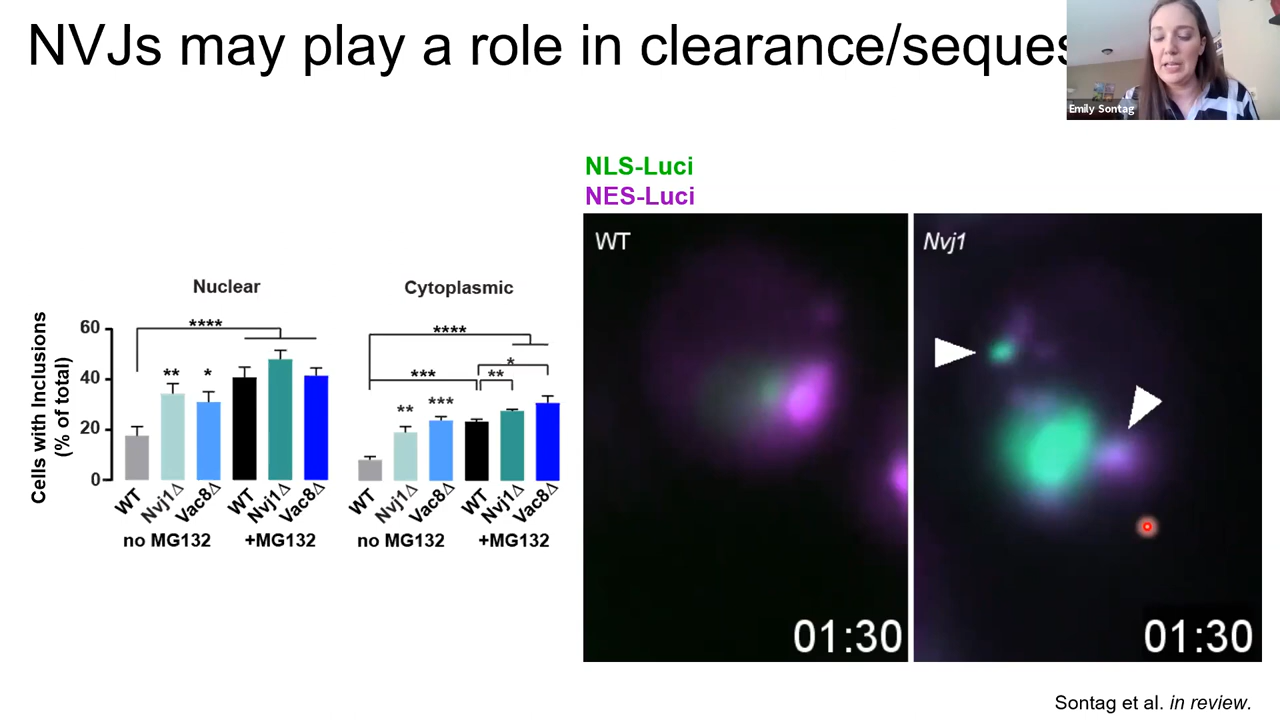 NVJs may play a role in clearance/seques
Emily Sontag
NLS-Luci
NES-Luci
WT
Nvj1
01:30
01:30
Nuclear
Cytoplasmic
Cells with Inclusions
(% of total)
60
40
20
0
****
**
*
****
***
*
**
**
***
WT
Nvj1Δ
Vac8Δ
WT
Nvj1Δ
Vac8Δ
WT
Nvj1Δ
Vac8Δ
WT
Nvj1Δ
Vac8Δ
no MG132
+MG132
no MG132
+MG132
Sontag et al. in review.